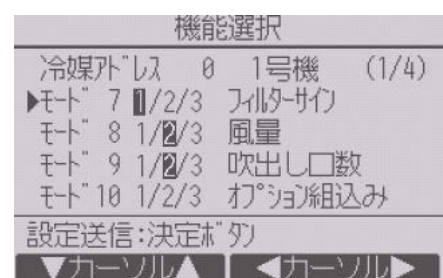 機能選択
冷媒ｱﾄﾞﾚｽ 0 1号機 (1/4)
▶ﾓｰﾄﾞ 7 1/2/3 ﾌｨﾙﾀｰｻｲﾝ
ﾓｰﾄﾞ 8 1/2/3 風量
ﾓｰﾄﾞ 9 1/2/3 吹出し口数
ﾓｰﾄﾞ10 1/2/3 ｵﾌﾟｼｮﾝ組込み
設定送信:決定ﾎﾞﾀﾝ
▼カーソル▲ ◀カーソル▶